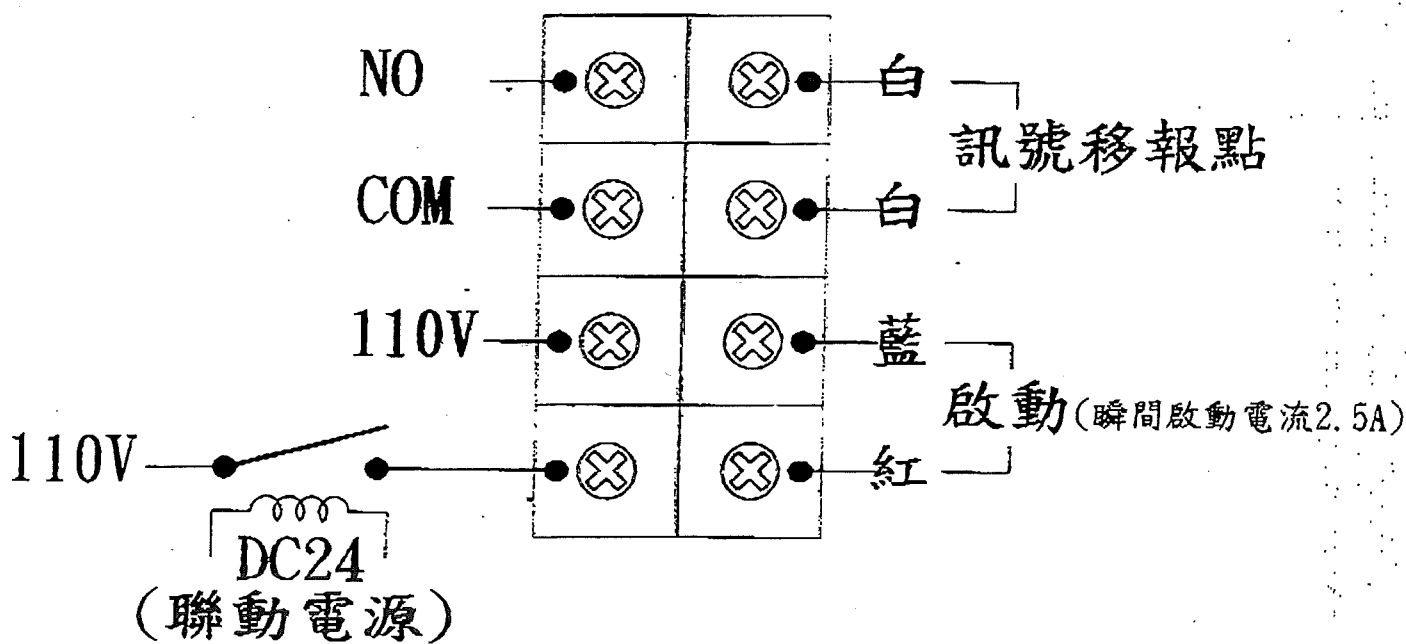 NO 白
訊號移報點
COM 白
110V 藍
啟動(瞬間啟動電流2.5A)
110V 紅
DC24
(聯動電源)